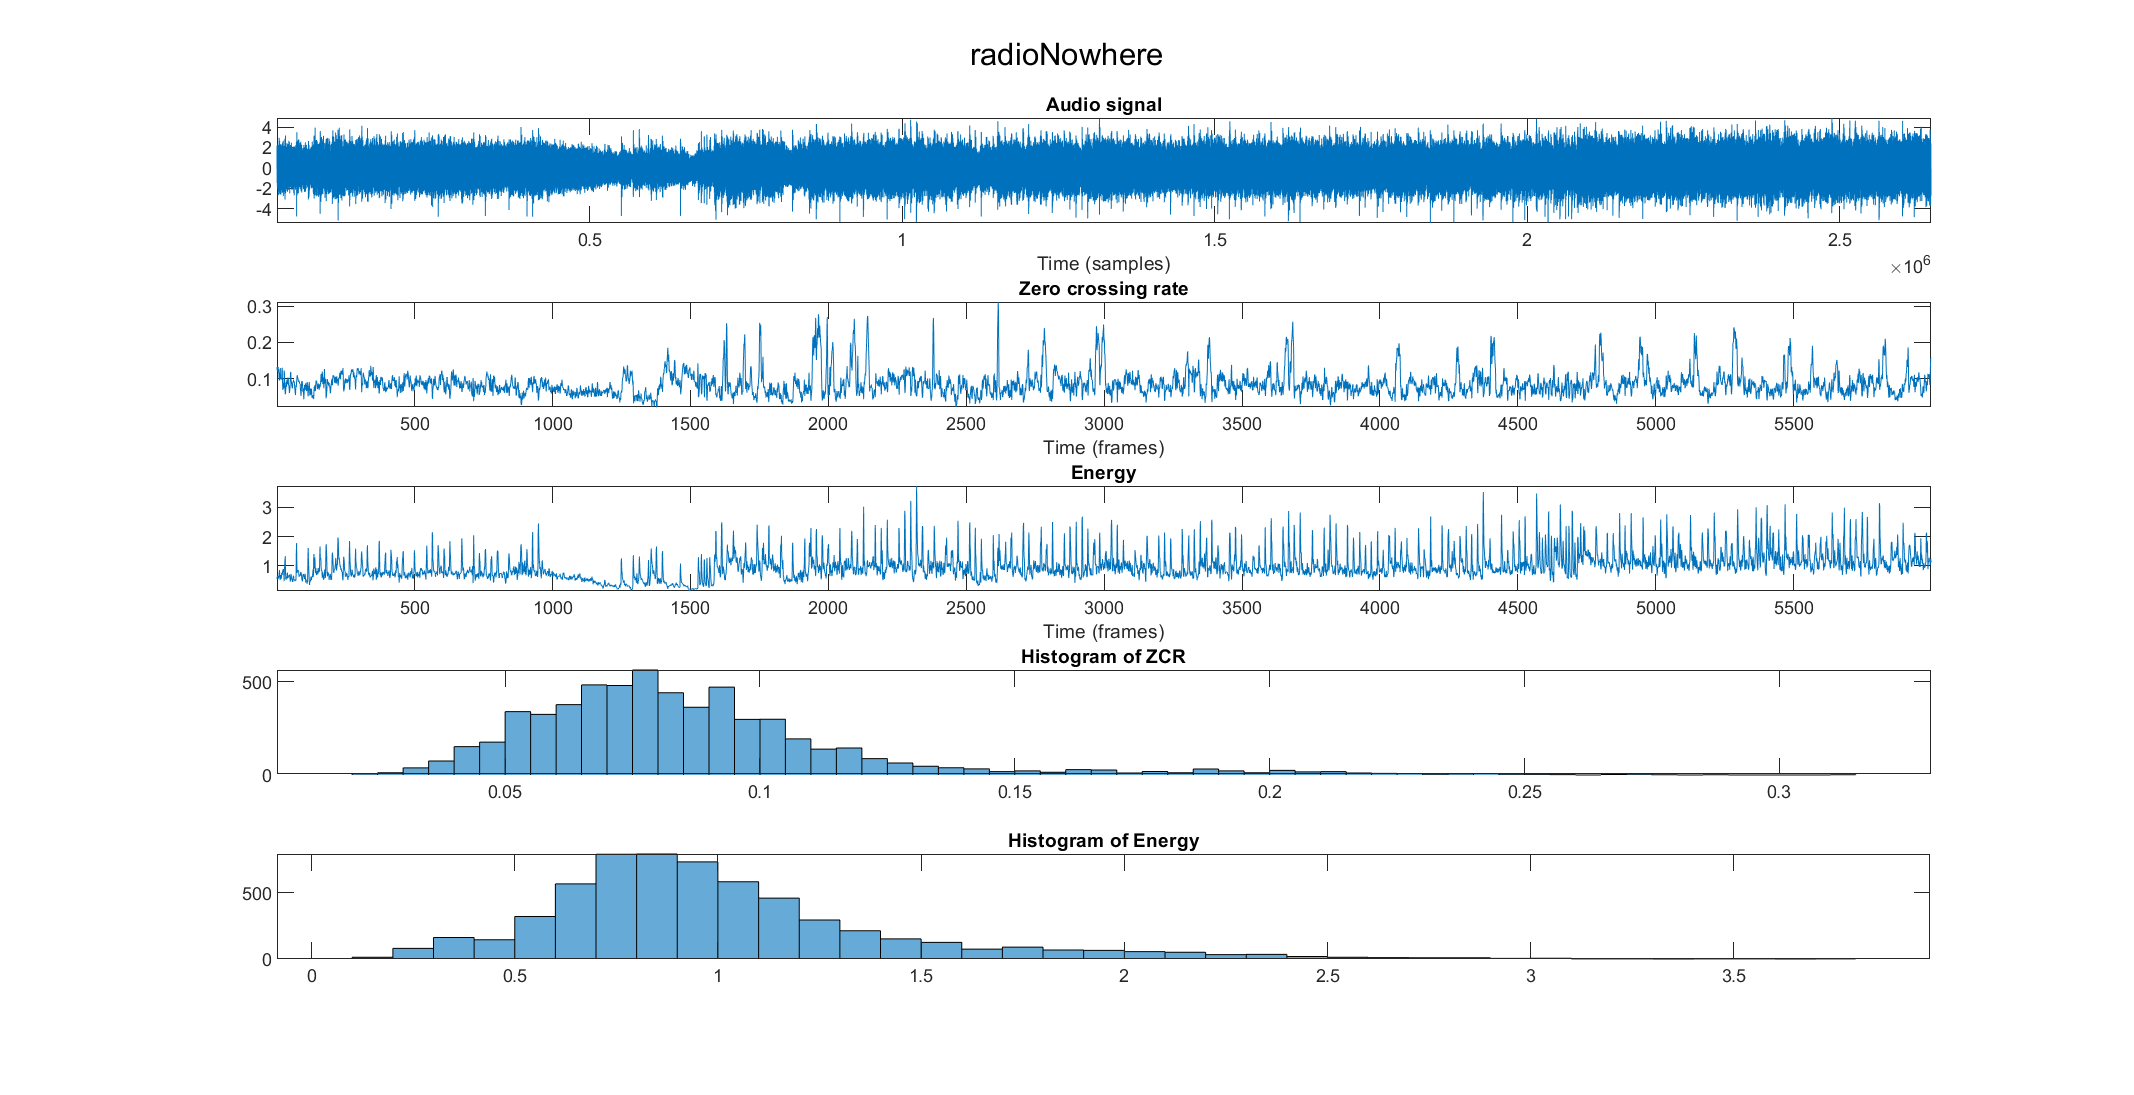 radioNowhere
Audio signal
4
2
0
-2
-4
0.5 1 1.5 2 2.5
Time (samples)
×10^6
Zero crossing rate
0.3
0.2
0.1
500 1000 1500 2000 2500 3000 3500 4000 4500 5000 5500
Time (frames)
Energy
3
2
1
500 1000 1500 2000 2500 3000 3500 4000 4500 5000 5500
Time (frames)
Histogram of ZCR
500
0
0.05 0.1 0.15 0.2 0.25 0.3
Histogram of Energy
500
0
0 0.5 1 1.5 2 2.5 3 3.5